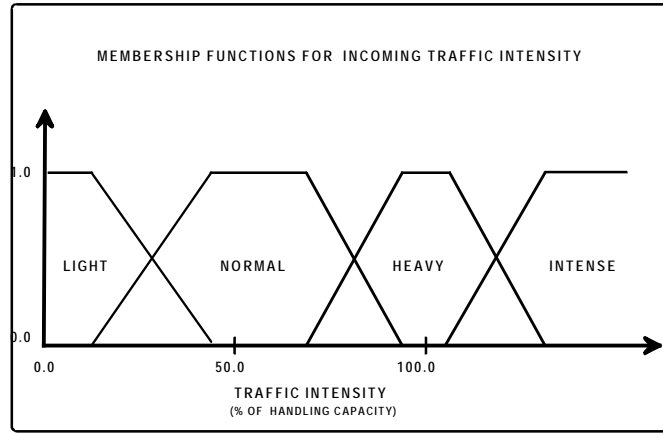 MEMBERSHIP FUNCTIONS FOR INCOMING TRAFFIC INTENSITY
1.0
LIGHT NORMAL HEAVY INTENSE
0.0
0.0 50.0 100.0
TRAFFIC INTENSITY
(% OF HANDLING CAPACITY)